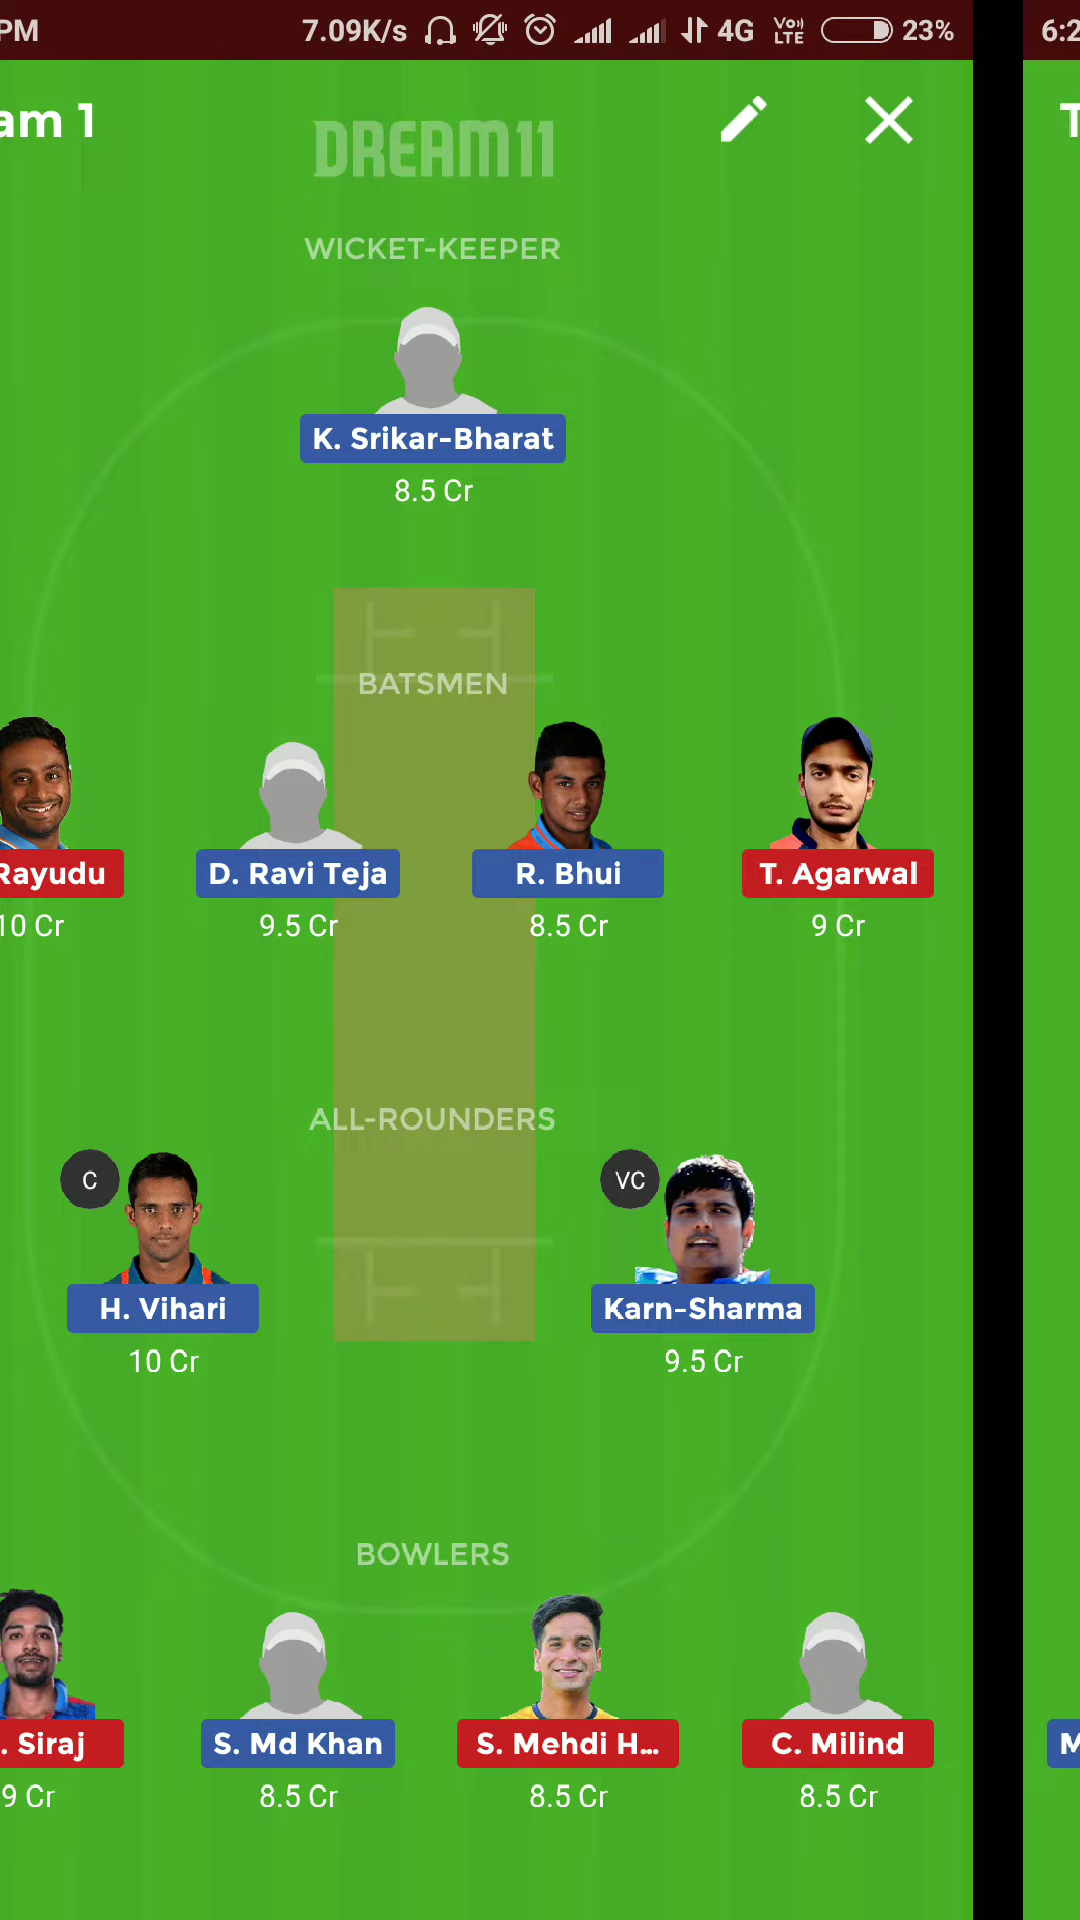 PM 7.09K/s 4G VoLTE 23% 6:2
am 1
DREAM11
WICKET-KEEPER
K. Srikar-Bharat
8.5 Cr
BATSMEN
Rayudu D. Ravi Teja R. Bhui T. Agarwal
10 Cr 9.5 Cr 8.5 Cr 9 Cr
ALL-ROUNDERS
C VC
H. Vihari Karn-Sharma
10 Cr 9.5 Cr
BOWLERS
. Siraj S. Md Khan S. Mehdi H... C. Milind
9 Cr 8.5 Cr 8.5 Cr 8.5 Cr